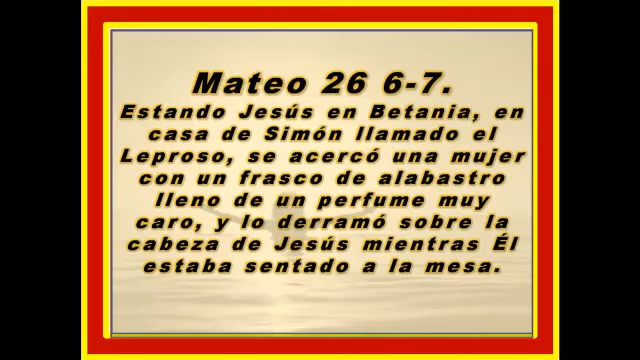 Mateo 26 6-7.
Estando Jesús en Betania, en
casa de Simón llamado el
Leproso, se acercó una mujer
con un frasco de alabastro
lleno de un perfume muy
caro, y lo derramó sobre la
cabeza de Jesús mientras Él
estaba sentado a la mesa.